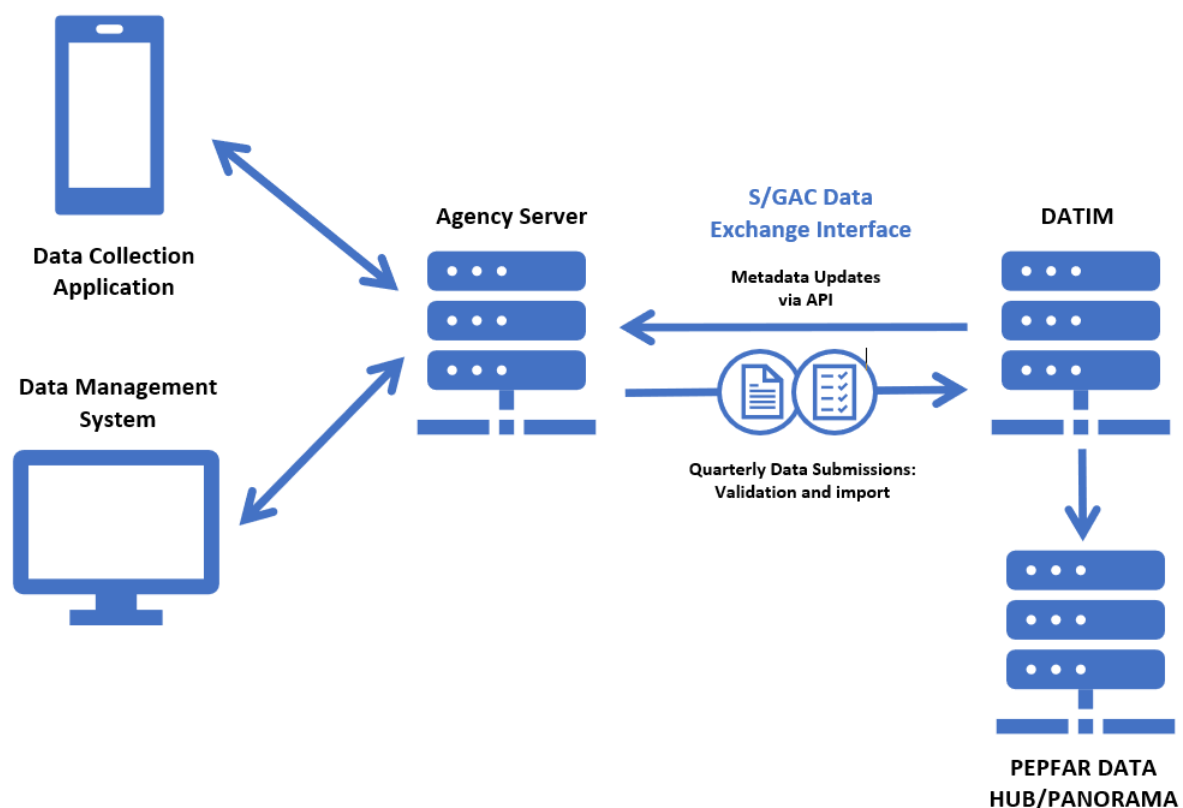 Data Collection
Application
Data Management
System
Agency Server
S/GAC Data
Exchange Interface
Metadata Updates
via API
Quarterly Data Submissions:
Validation and import
DATIM
PEPFAR DATA
HUB/PANORAMA